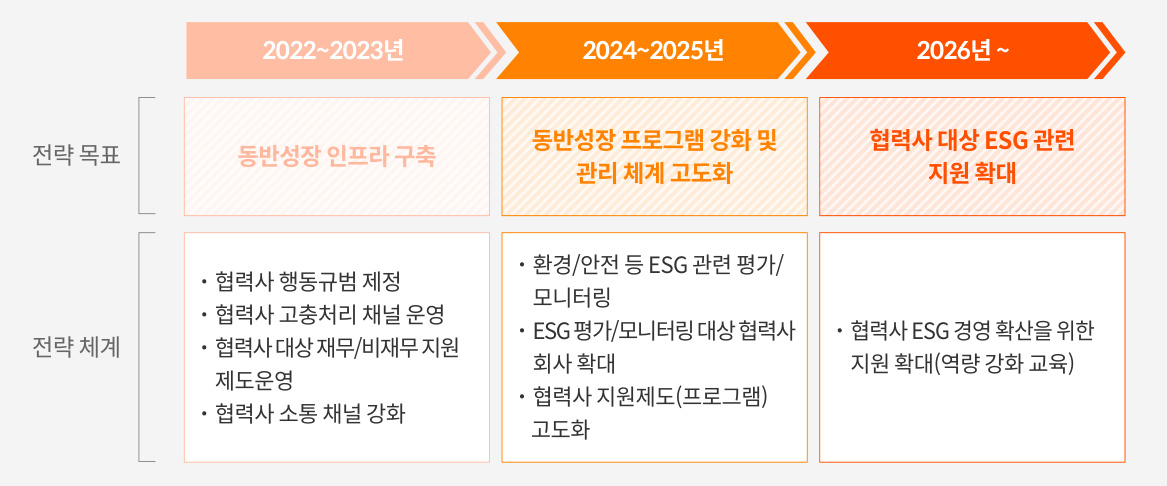 2022~2023년
2024~2025년
2026년 ~
전략 목표
동반성장 인프라 구축
동반성장 프로그램 강화 및
관리 체계 고도화
협력사 대상 ESG 관련
지원 확대
전략 체계
· 협력사 행동규범 제정
· 협력사 고충처리 채널 운영
· 협력사 대상 재무/비재무 지원
제도운영
· 협력사 소통 채널 강화
· 환경/안전 등 ESG 관련 평가/
모니터링
· ESG 평가/모니터링 대상 협력사
회사 확대
· 협력사 지원제도(프로그램)
고도화
· 협력사 ESG 경영 확산을 위한
지원 확대(역량 강화 교육)